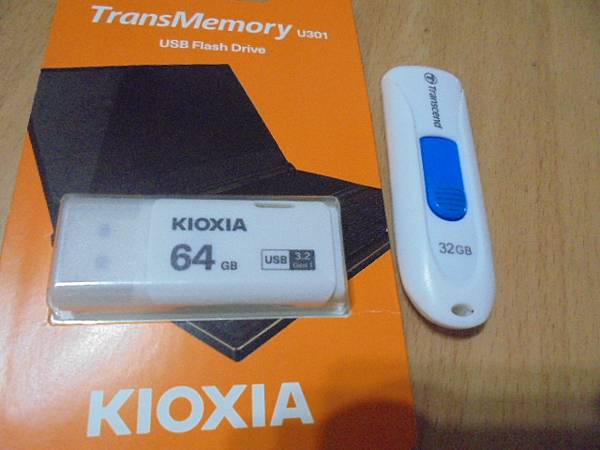 TransMemory U301
USB Flash Drive
KIOXIA
64 GB
USB 3.2
Gen 1
KIOXIA
Transcend
32GB